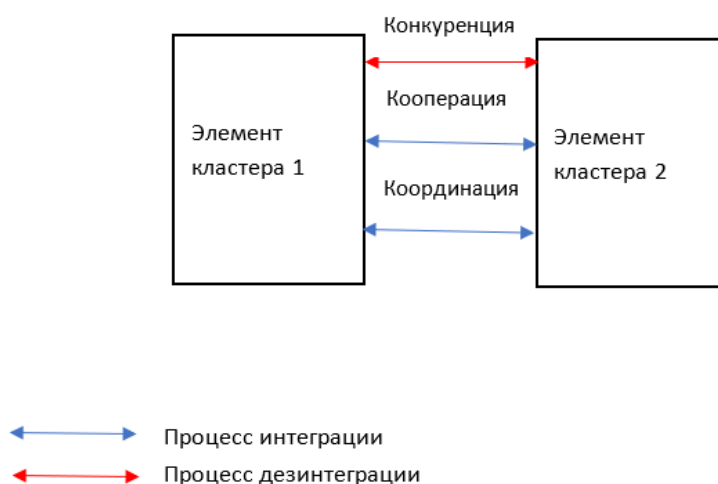 Конкуренция
Кооперация
Элемент
кластера 1
Элемент
кластера 2
Координация
Процесс интеграции
Процесс дезинтеграции